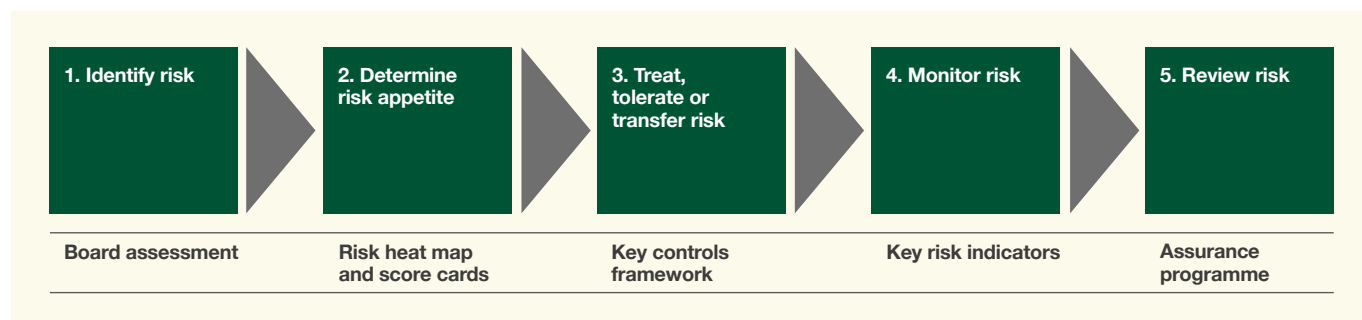 1. Identify risk
2. Determine
risk appetite
3. Treat,
tolerate or
transfer risk
4. Monitor risk
5. Review risk
Board assessment
Risk heat map
and score cards
Key controls
framework
Key risk indicators
Assurance
programme